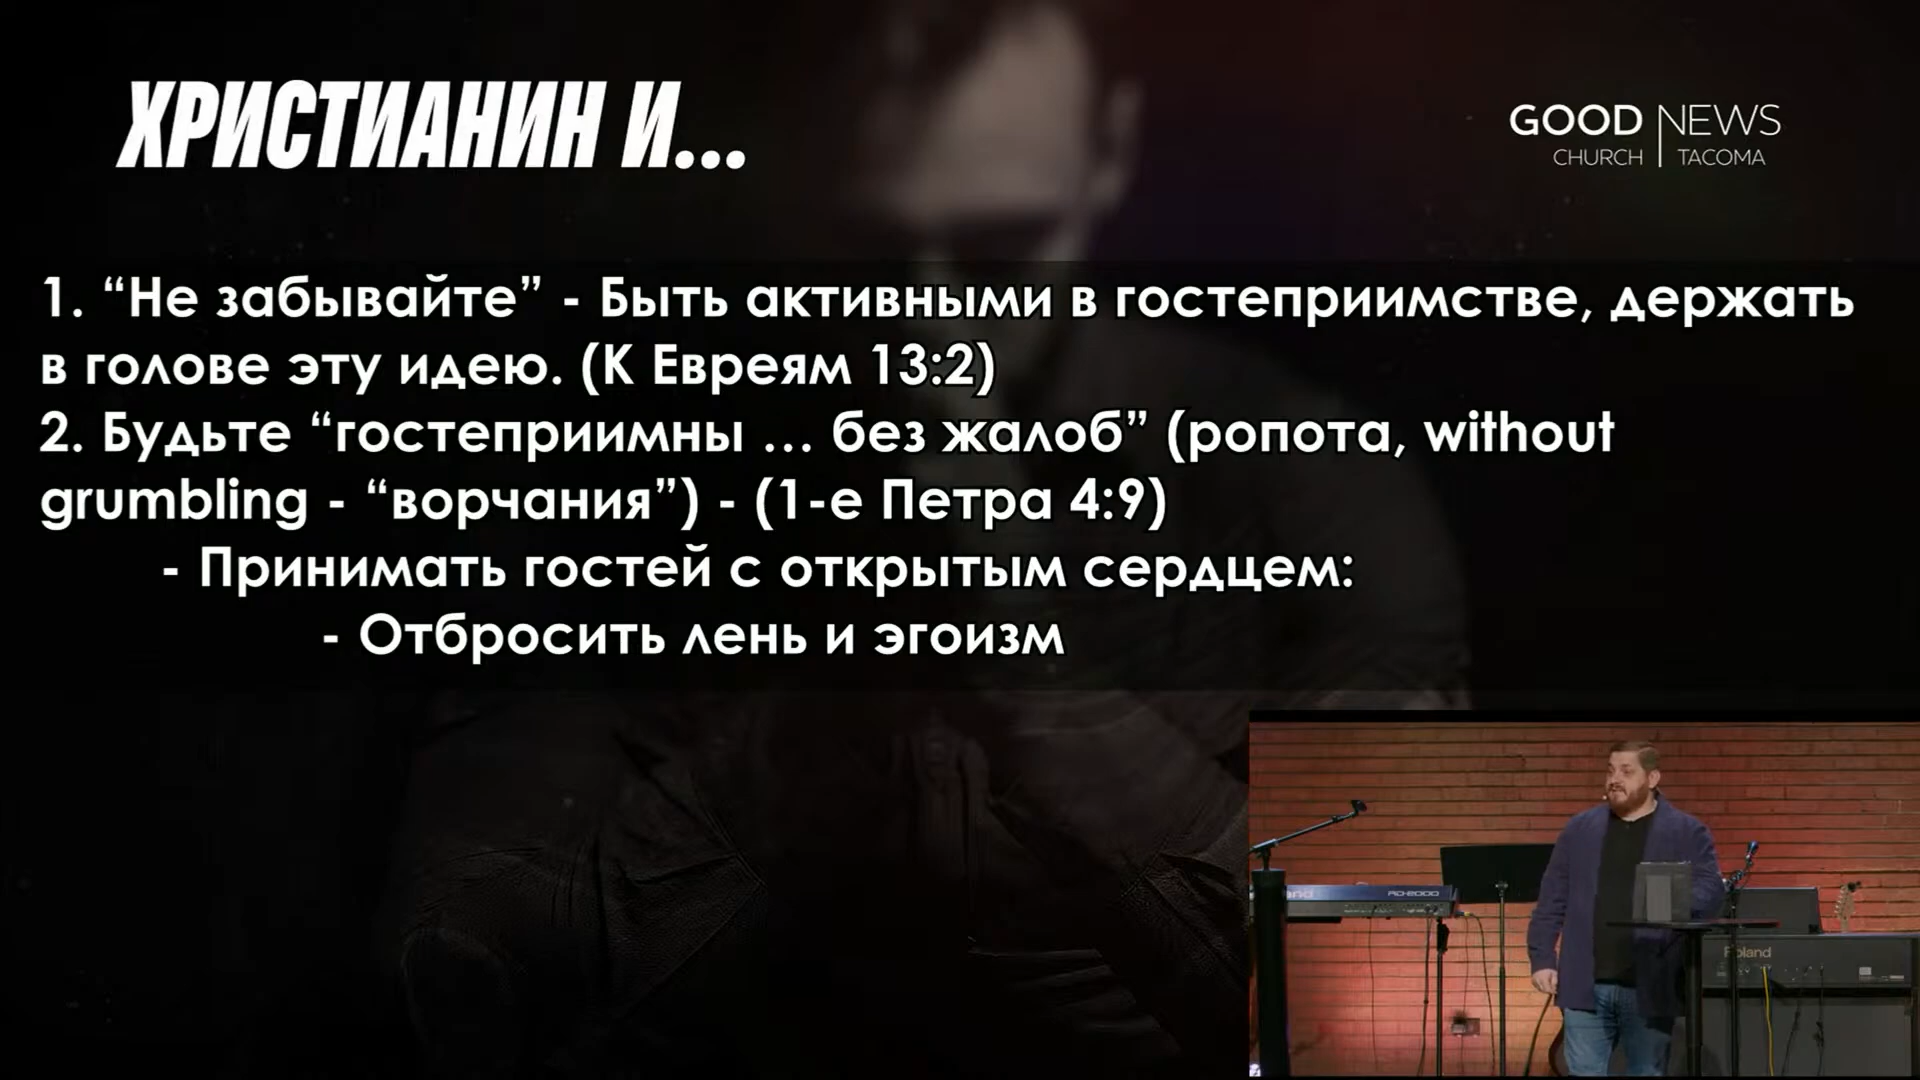 ХРИСТИАНИН И...
GOOD NEWS
CHURCH TACOMA
1. “Не забывайте” - Быть активными в гостеприимстве, держать
в голове эту идею. (К Евреям 13:2)
2. Будьте “гостеприимны … без жалоб” (ропота, without
grumbling - “ворчания”) - (1-е Петра 4:9)
- Принимать гостей с открытым сердцем:
- Отбросить лень и эгоизм
RD-2000
Roland